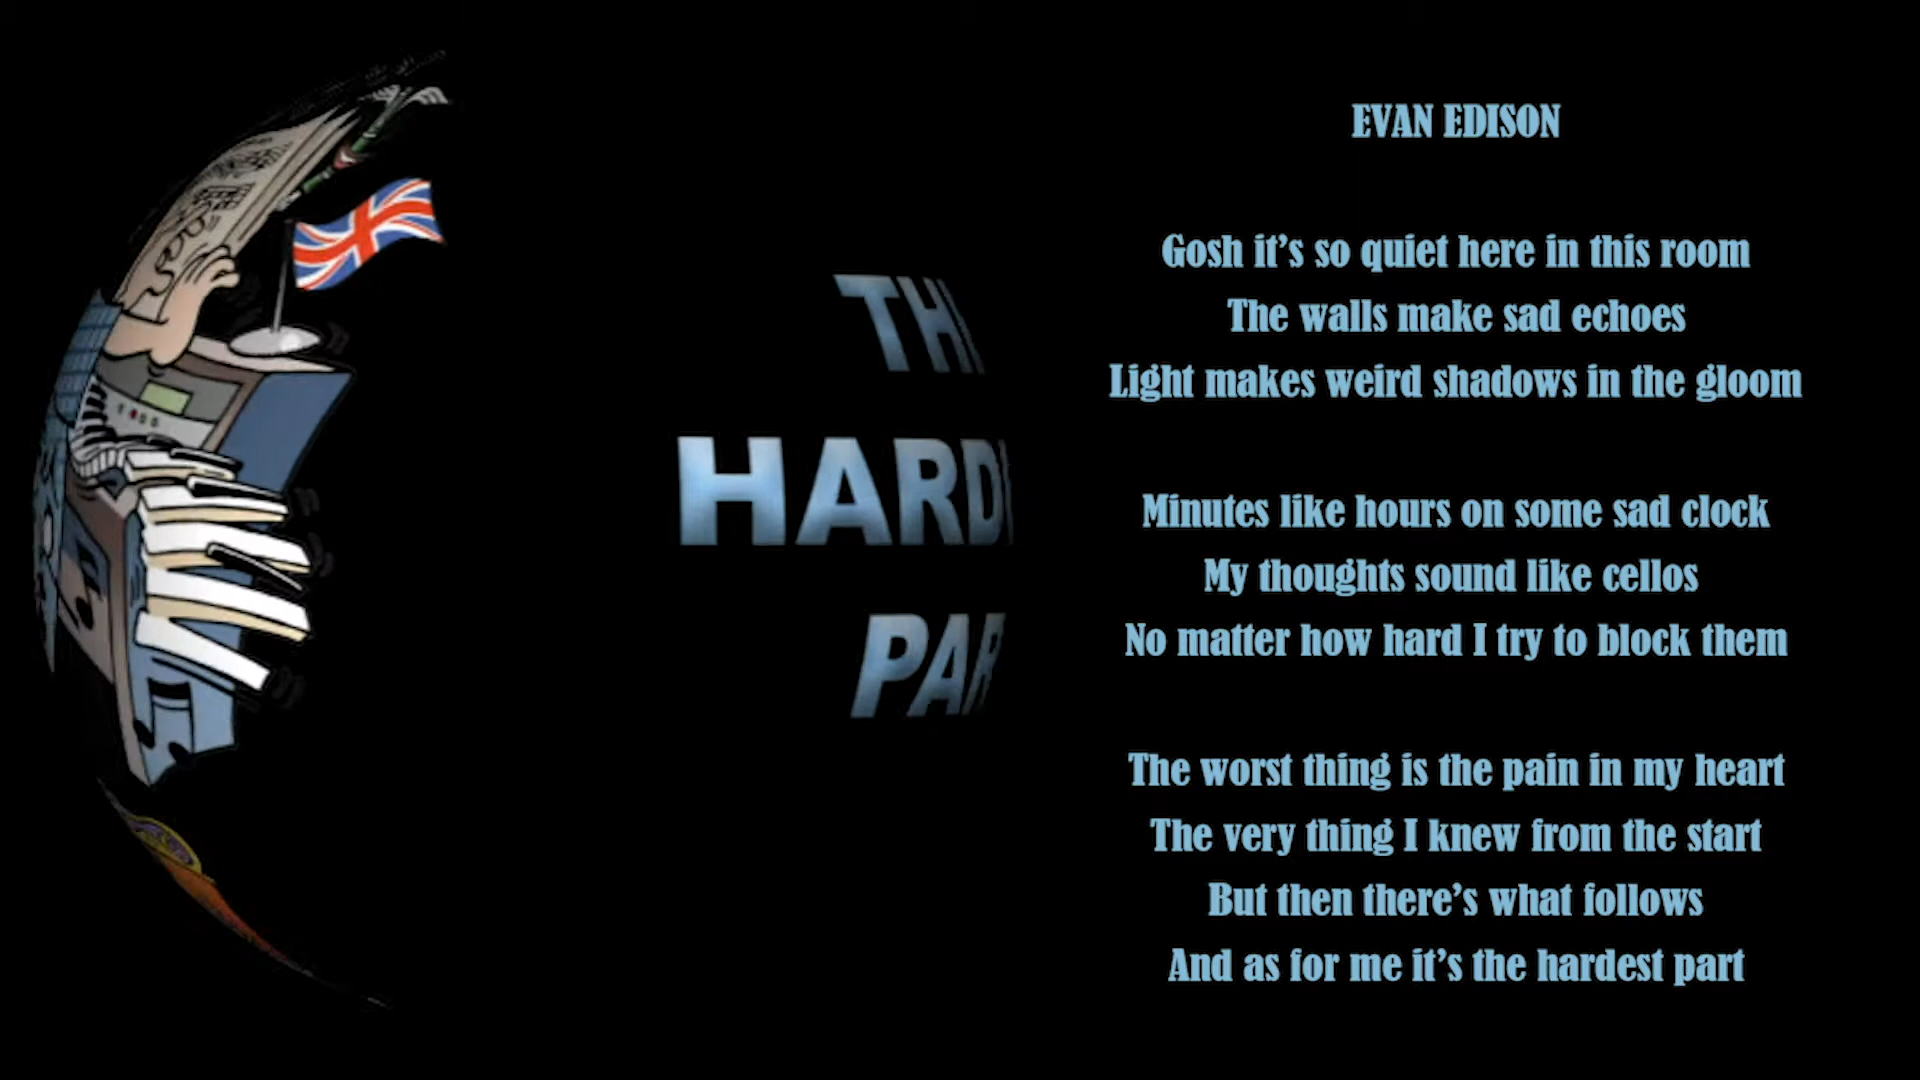 EVAN EDISON
Gosh it's so quiet here in this room
The walls make sad echoes
Light makes weird shadows in the gloom
Minutes like hours on some sad clock
My thoughts sound like cellos
No matter how hard I try to block them
The worst thing is the pain in my heart
The very thing I knew from the start
But then there's what follows
And as for me it's the hardest part
TH
HARD
PAR